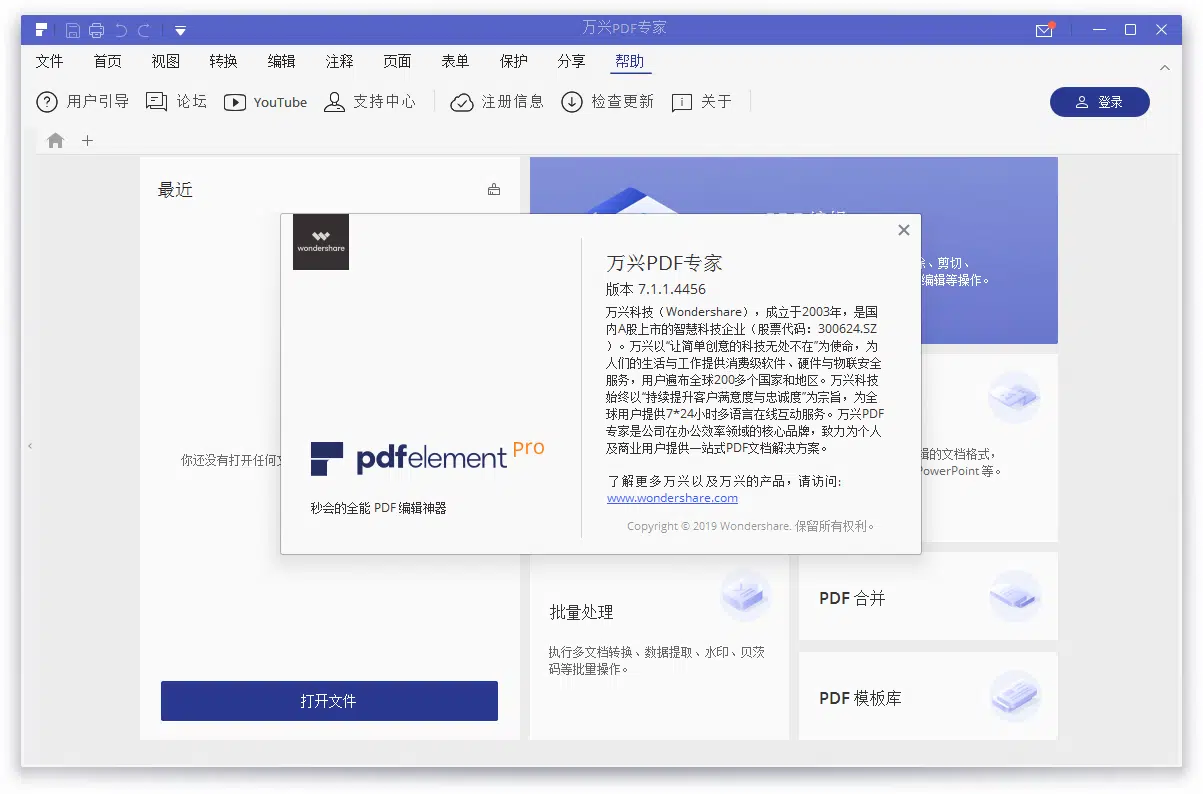 万兴PDF专家
文件 首页 视图 转换 编辑 注释 页面 表单 保护 分享 帮助
用户引导 论坛 YouTube 支持中心 注册信息 检查更新 i 关于 登录
最近
、剪切、
编辑等操作。
你还没有打开任何
的文档格式，
PowerPoint 等。
wondershare
pdfelement Pro
秒会的全能 PDF 编辑神器
万兴PDF专家
版本 7.1.1.4456
万兴科技（Wondershare），成立于2003年，是国
内A股上市的智慧科技企业（股票代码：300624.SZ
）。万兴以“让简单创意的科技无处不在”为使命，为
人们的生活与工作提供消费级软件、硬件与物联安全
服务，用户遍布全球200多个国家和地区。万兴科技
始终以“持续提升客户满意度与忠诚度”为宗旨，为全
球用户提供7*24小时多语言在线互动服务。万兴PDF
专家是公司在办公效率领域的核心品牌，致力为个人
及商业用户提供一站式PDF文档解决方案。
了解更多万兴以及万兴的产品，请访问:
www.wondershare.com
Copyright © 2019 Wondershare. 保留所有权利。
批量处理
执行多文档转换、数据提取、水印、贝茨
码等批量操作。
PDF 合并
PDF 模板库
打开文件